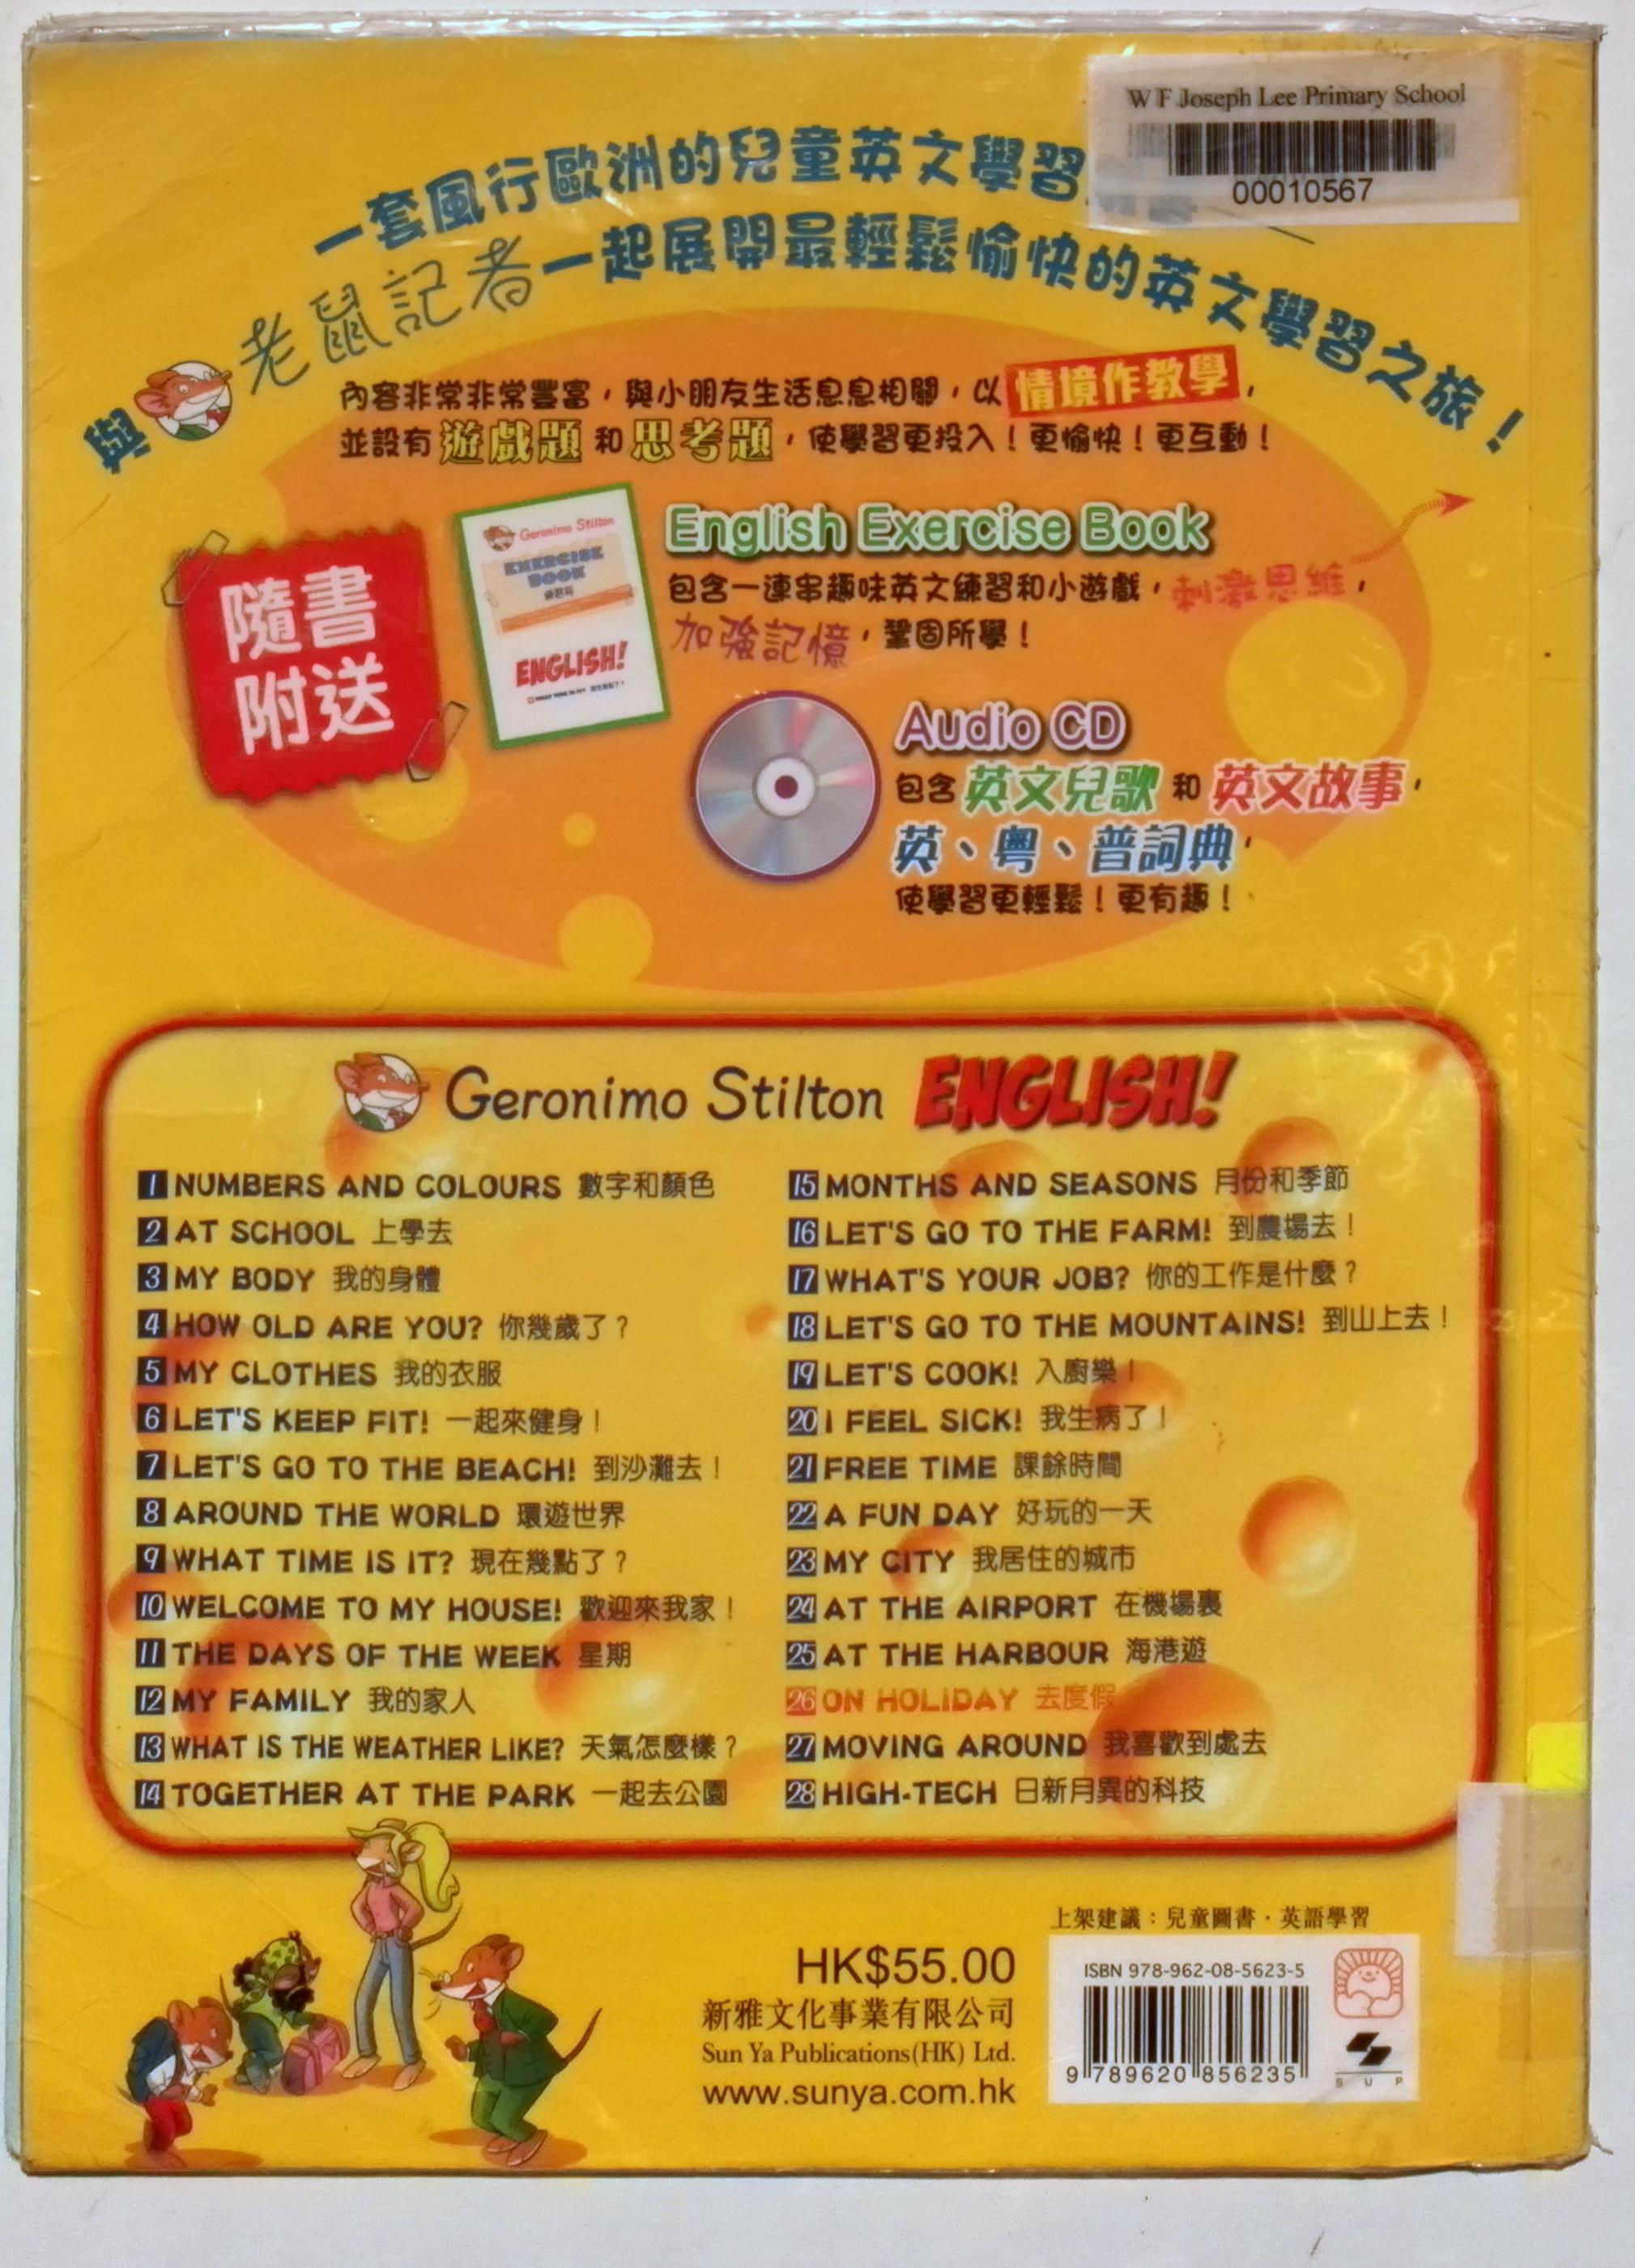 W F Joseph Lee Primary School
00010567
一套風行歐洲的兒童英文學習
與老鼠記者一起展開最輕鬆愉快的英文學習之旅！
內容非常非常豐富，與小朋友生活息息相關，以情境作教學，
並設有遊戲題和思考題，使學習更投入！更愉快！更互動！
隨書
附送
Geronimo Stilton
EXERCISE
BOOK
練習冊
ENGLISH!
English Exercise Book
包含一連串趣味英文練習和小遊戲，刺激思維，
加強記憶，鞏固所學！
Audio CD
包含英文兒歌和英文故事，
英、粵、普詞典，
使學習更輕鬆！更有趣！
Geronimo Stilton ENGLISH!
1 NUMBERS AND COLOURS 數字和顏色
2 AT SCHOOL 上學去
3 MY BODY 我的身體
4 HOW OLD ARE YOU? 你幾歲了？
5 MY CLOTHES 我的衣服
6 LET'S KEEP FIT! 一起來健身！
7 LET'S GO TO THE BEACH! 到沙灘去！
8 AROUND THE WORLD 環遊世界
9 WHAT TIME IS IT? 現在幾點了？
10 WELCOME TO MY HOUSE! 歡迎來我家！
11 THE DAYS OF THE WEEK 星期
12 MY FAMILY 我的家人
13 WHAT IS THE WEATHER LIKE? 天氣怎麼樣？
14 TOGETHER AT THE PARK 一起去公園
15 MONTHS AND SEASONS 月份和季節
16 LET'S GO TO THE FARM! 到農場去！
17 WHAT'S YOUR JOB? 你的工作是什麼？
18 LET'S GO TO THE MOUNTAINS! 到山上去！
19 LET'S COOK! 入廚樂！
20 I FEEL SICK! 我生病了！
21 FREE TIME 課餘時間
22 A FUN DAY 好玩的一天
23 MY CITY 我居住的城市
24 AT THE AIRPORT 在機場裏
25 AT THE HARBOUR 海港遊
26 ON HOLIDAY 去度假
27 MOVING AROUND 我喜歡到處去
28 HIGH-TECH 日新月異的科技
上架建議：兒童圖書·英語學習
HK$55.00
新雅文化事業有限公司
Sun Ya Publications(HK) Ltd.
www.sunya.com.hk
ISBN 978-962-08-5623-5
9 789620 856235
SUP